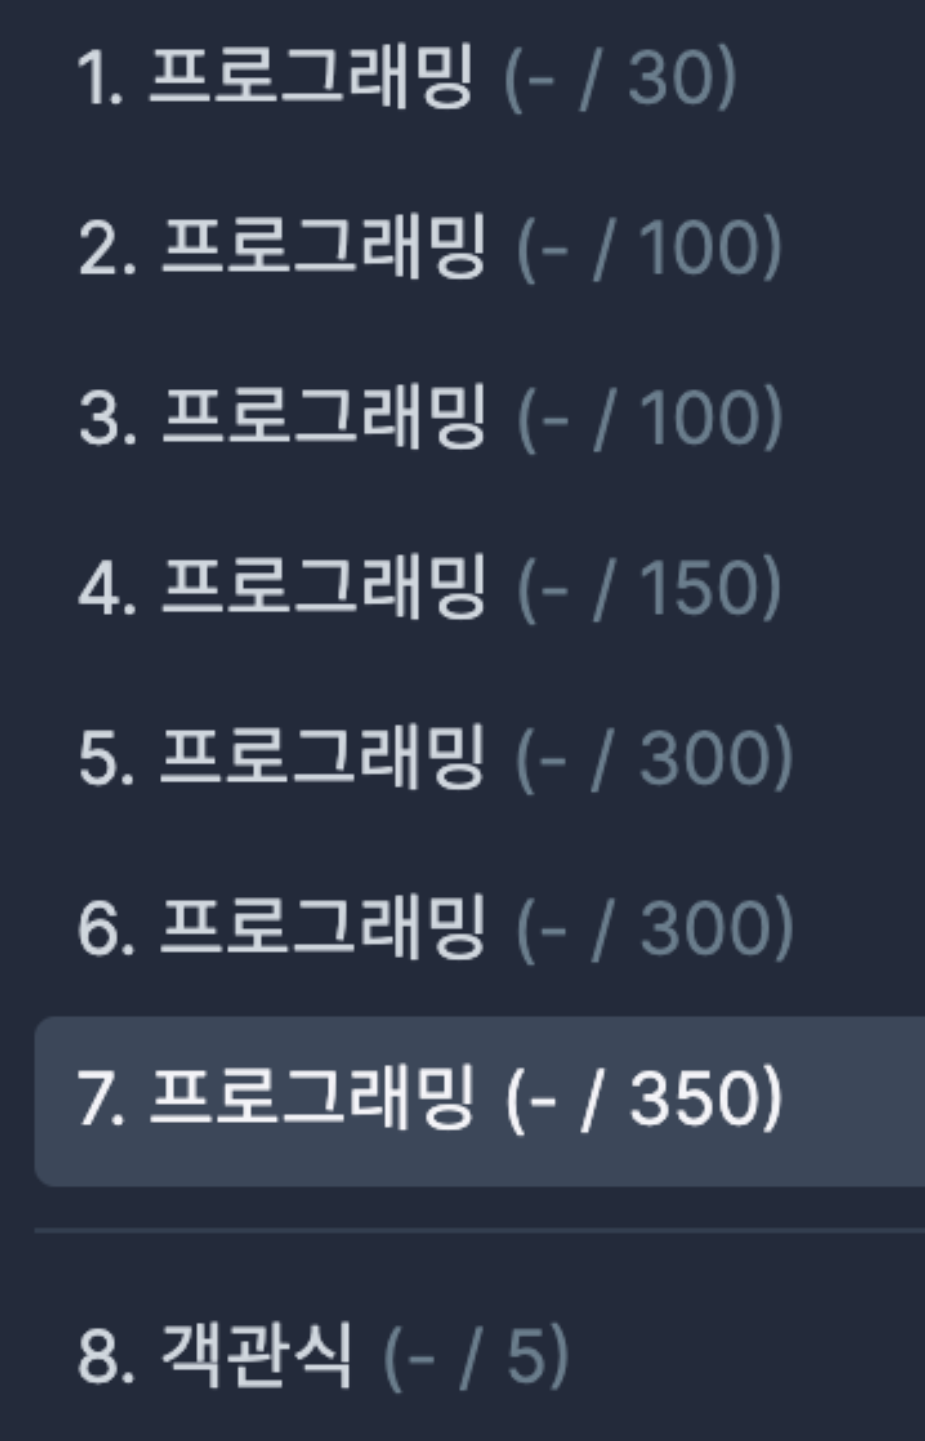 1. 프로그래밍 (- / 30)
2. 프로그래밍 (- / 100)
3. 프로그래밍 (- / 100)
4. 프로그래밍 (- / 150)
5. 프로그래밍 (- / 300)
6. 프로그래밍 (- / 300)
7. 프로그래밍 (- / 350)
8. 객관식 (- / 5)